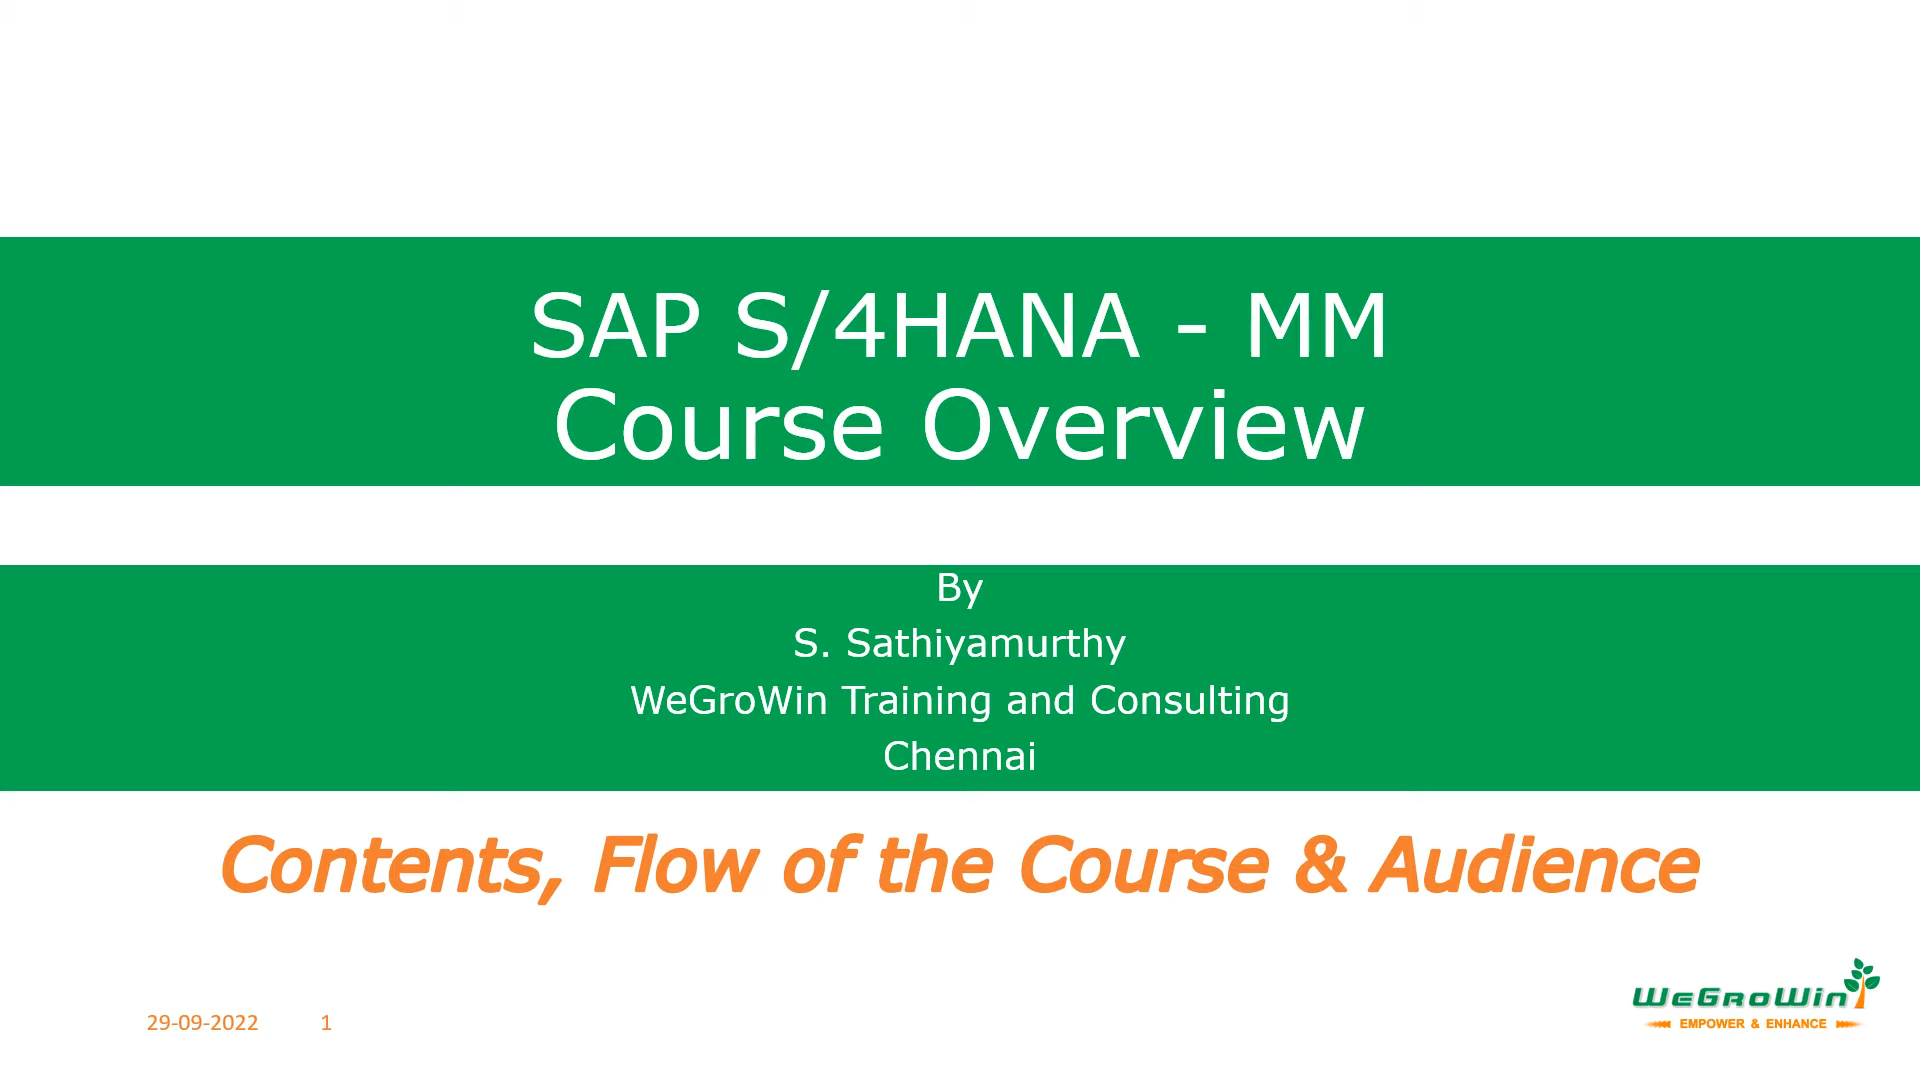 SAP S/4HANA - MM
Course Overview
By
S. Sathiyamurthy
WeGroWin Training and Consulting
Chennai
Contents, Flow of the Course & Audience
29-09-2022 1
WeGroWin
EMPOWER & ENHANCE